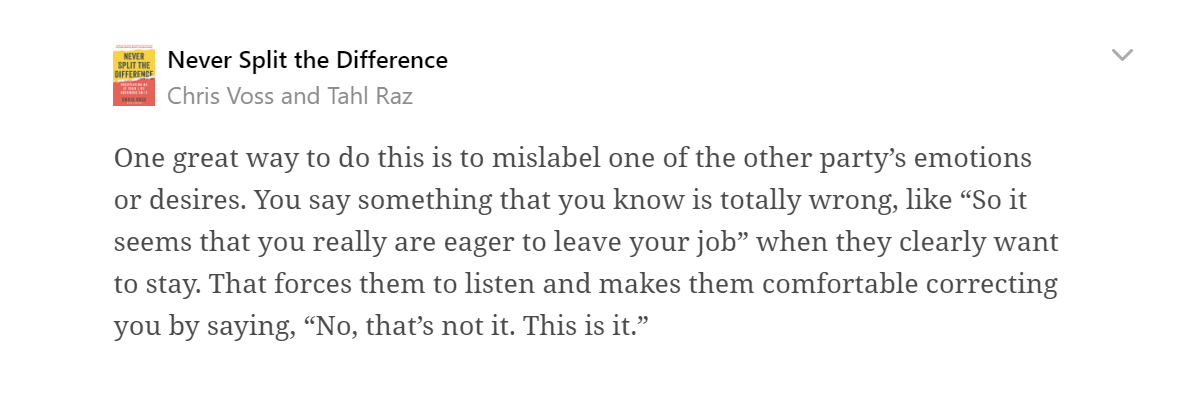 NEVER
SPLIT THE
DIFFERENCE
Never Split the Difference
Chris Voss and Tahl Raz
One great way to do this is to mislabel one of the other party’s emotions
or desires. You say something that you know is totally wrong, like “So it
seems that you really are eager to leave your job” when they clearly want
to stay. That forces them to listen and makes them comfortable correcting
you by saying, “No, that’s not it. This is it.”